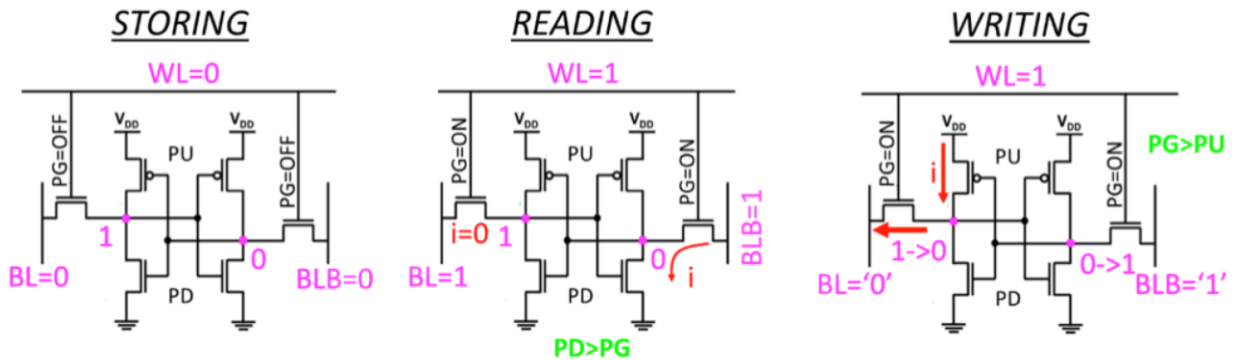 STORING
WL=0
PG=OFF
VDD
VDD
PU
PG=OFF
1
0
BL=0
PD
BLB=0
READING
WL=1
PG=ON
VDD
VDD
PU
PG=ON
BLB=1
i=0
1
0
i
BL=1
PD
PD>PG
WRITING
WL=1
PG=ON
VDD
VDD
PU
PG=ON
PG>PU
i
1->0
0->1
BL='0'
PD
BLB='1'